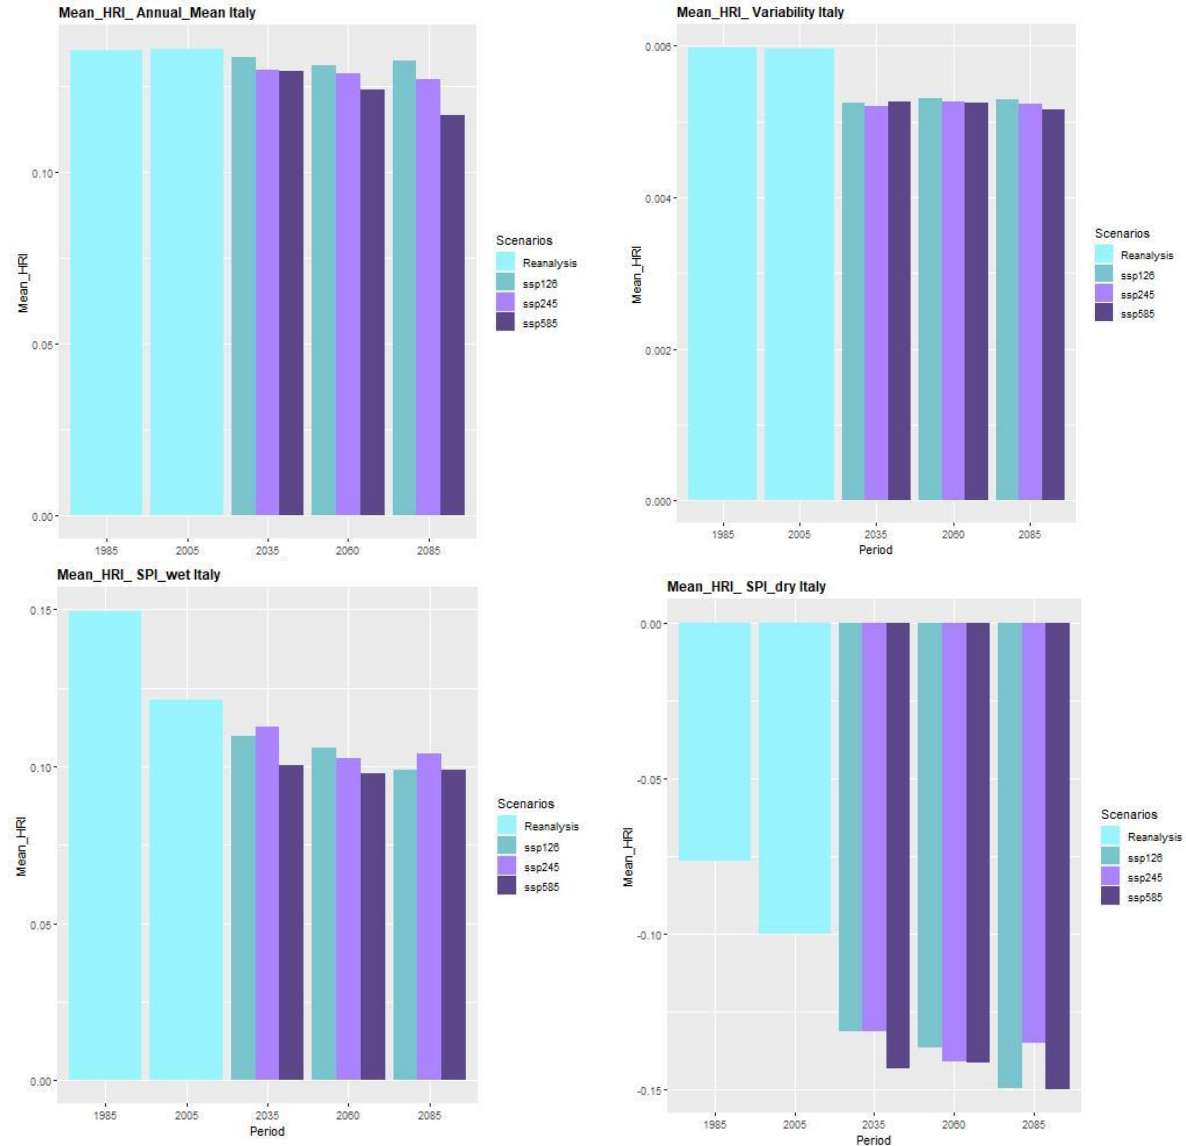 Mean_HRI_ Annual_Mean Italy
0.10
0.05
0.00
Mean_HRI
1985 2005 2035 2060 2085
Scenarios
Reanalysis
ssp126
ssp245
ssp585
Mean_HRI_ Variability Italy
0.006
0.004
0.002
0.000
Mean_HRI
1985 2005 2035 2060 2085
Period
Scenarios
Reanalysis
ssp126
ssp245
ssp585
Mean_HRI_ SPI_wet Italy
0.15
0.10
0.05
0.00
Mean_HRI
1985 2005 2035 2060 2085
Period
Scenarios
Reanalysis
ssp126
ssp245
ssp585
Mean_HRI_ SPI_dry Italy
0.00
-0.05
-0.10
-0.15
Mean_HRI
1985 2005 2035 2060 2085
Period
Scenarios
Reanalysis
ssp126
ssp245
ssp585